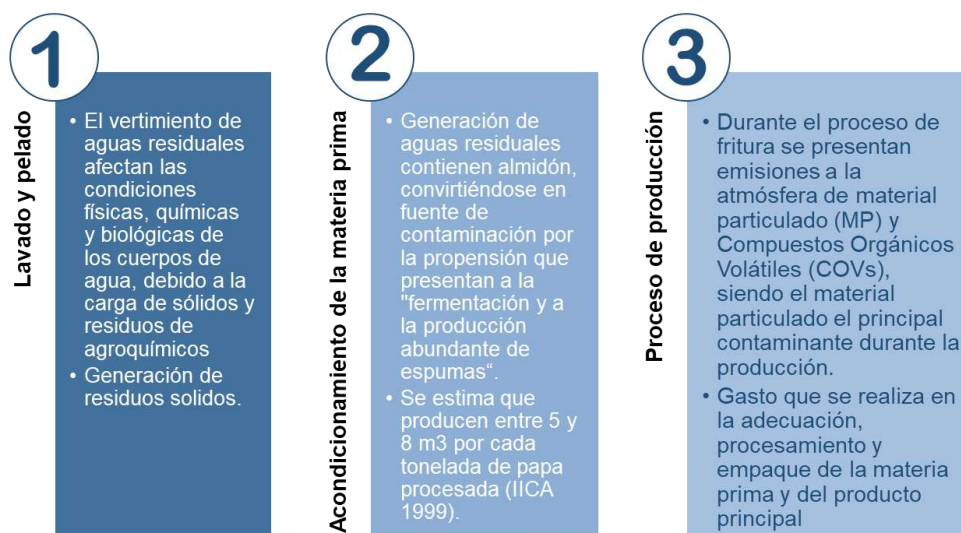 1
Lavado y pelado
• El vertimiento de
aguas residuales
afectan las
condiciones
físicas, químicas
y biológicas de
los cuerpos de
agua, debido a la
carga de sólidos y
residuos de
agroquímicos
• Generación de
residuos solidos.
2
Acondicionamiento de la materia prima
• Generación de
aguas residuales
contienen almidón,
convirtiéndose en
fuente de
contaminación por
la propensión que
presentan a la
"fermentación y a
la producción
abundante de
espumas“.
• Se estima que
producen entre 5 y
8 m3 por cada
tonelada de papa
procesada (IICA
1999).
3
Proceso de producción
• Durante el proceso de
fritura se presentan
emisiones a la
atmósfera de material
particulado (MP) y
Compuestos Orgánicos
Volátiles (COVs),
siendo el material
particulado el principal
contaminante durante la
producción.
• Gasto que se realiza en
la adecuación,
procesamiento y
empaque de la materia
prima y del producto
principal